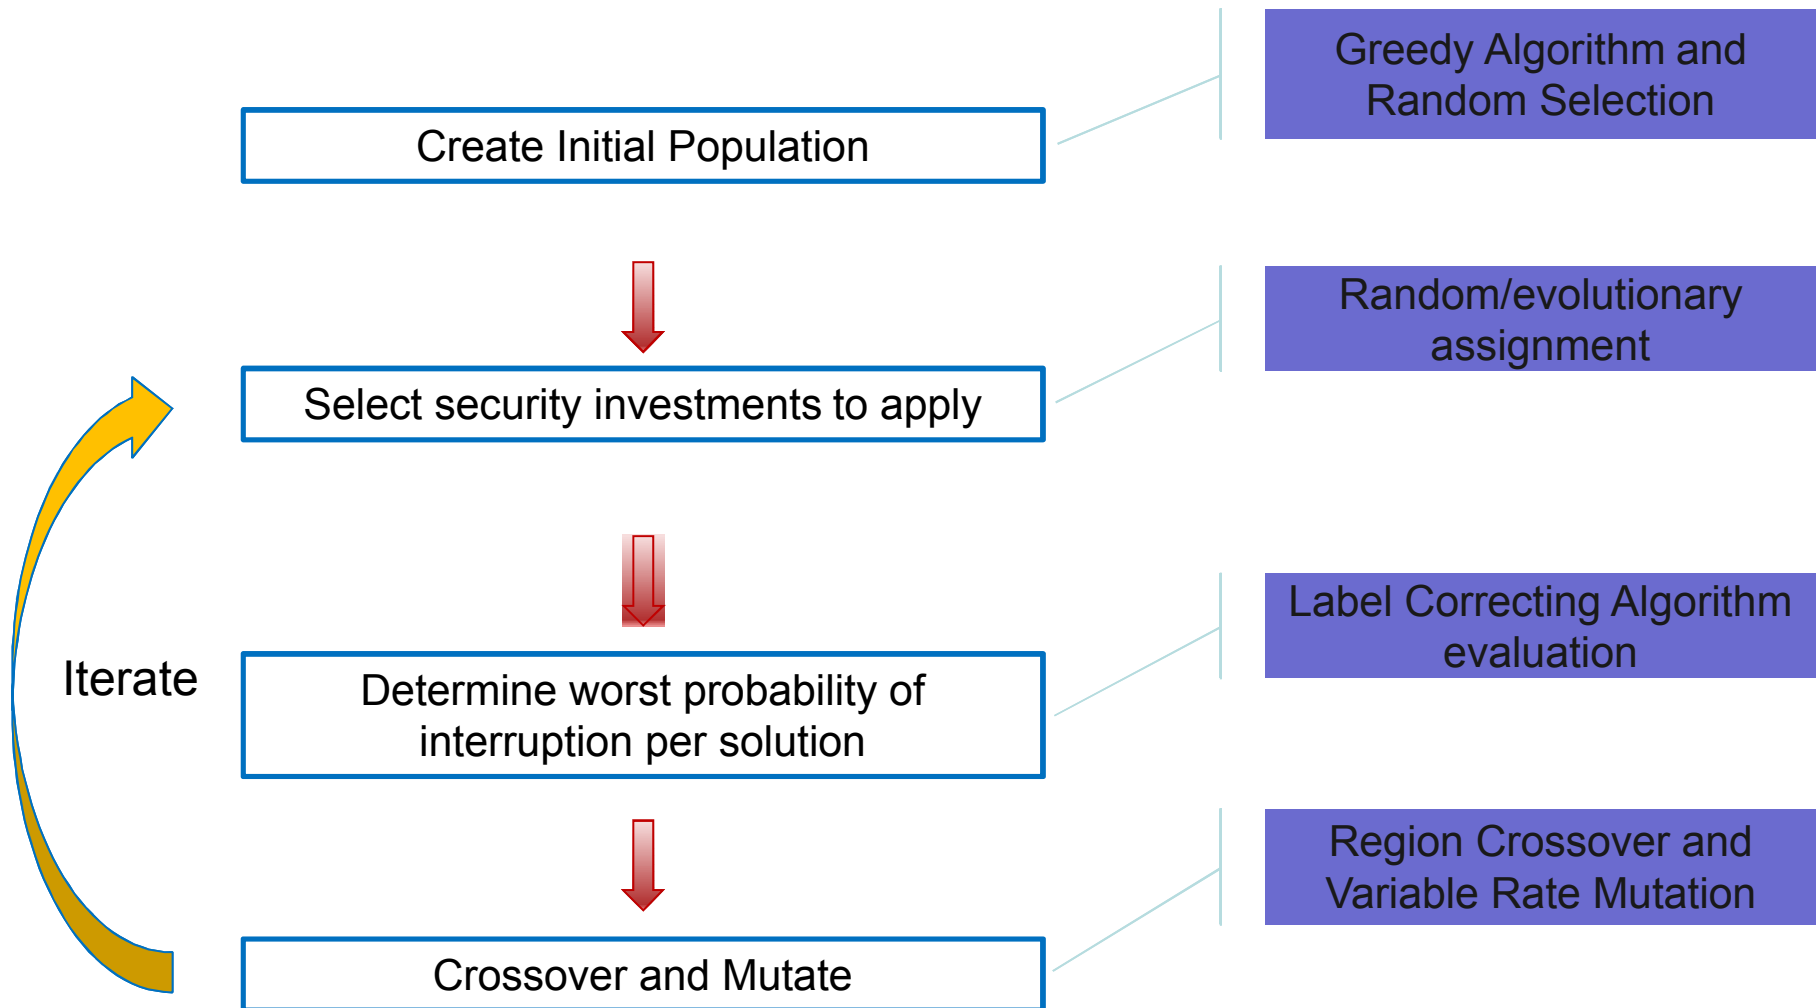 Greedy Algorithm and
Random Selection
Create Initial Population
Random/evolutionary
assignment
Select security investments to apply
Label Correcting Algorithm
evaluation
Iterate
Determine worst probability of
interruption per solution
Region Crossover and
Variable Rate Mutation
Crossover and Mutate